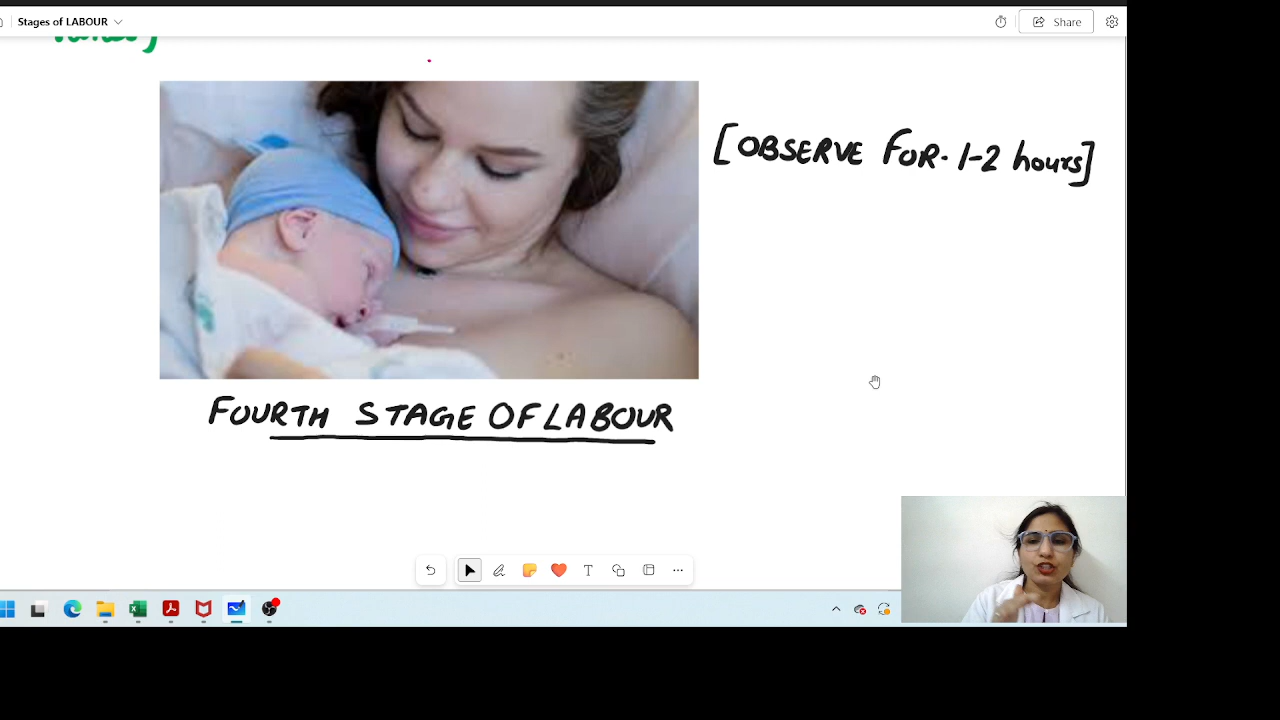 Stages of LABOUR
Share
[OBSERVE FOR. 1-2 hours]
FOURTH STAGE OF LABOUR